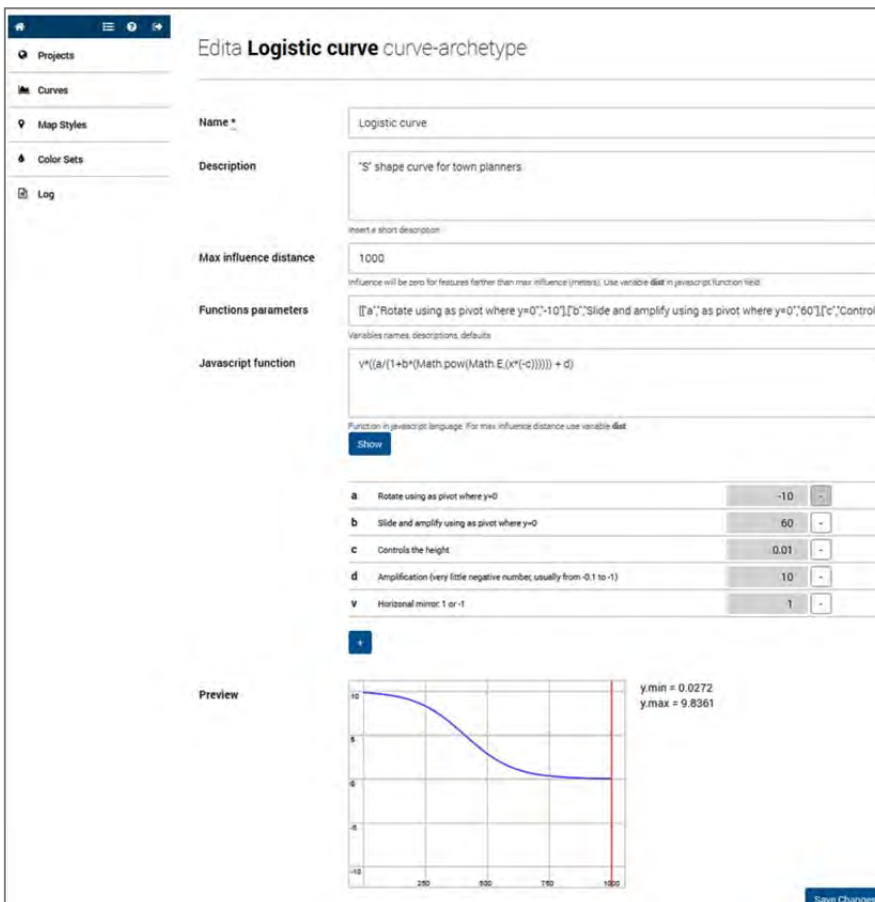 Projects
Curves
Map Styles
Color Sets
Log
Edita Logistic curve curve-archetype
Name *
Logistic curve
Description
"S" shape curve for town planners
Insert a short description
Max influence distance
1000
Influence will be zero for features farther than max influence (meters). Use variable dist in javascript function field
Functions parameters
[["a","Rotate using as pivot where y=0","-10"],["b","Slide and amplify using as pivot where y=0","60"],["c","Control
Variables names, descriptions, defaults
Javascript function
v*((a/(1+b*(Math.pow(Math.E,(x*(-c)))))) + d)
Function in javascript language. For max influence distance use variable dist
Show
a Rotate using as pivot where y=0 -10 -
b Slide and amplify using as pivot where y=0 60 -
c Controls the height 0.01 -
d Amplification (very little negative number, usually from -0.1 to -1) 10 -
v Horizonal mirror: 1 or -1 1 -
+
Preview
y.min = 0.0272
y.max = 9.8361
10
5
0
-5
-10
250 500 750 1000
Save Changes